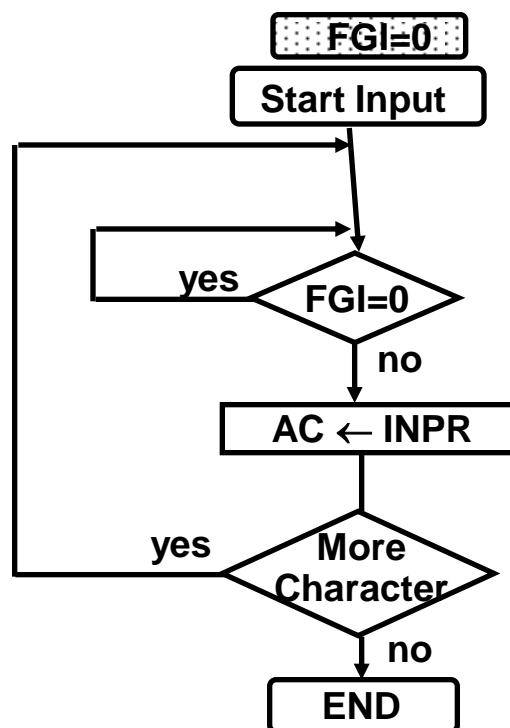 FGI=0
Start Input
yes
FGI=0
no
AC ← INPR
yes
More
Character
no
END